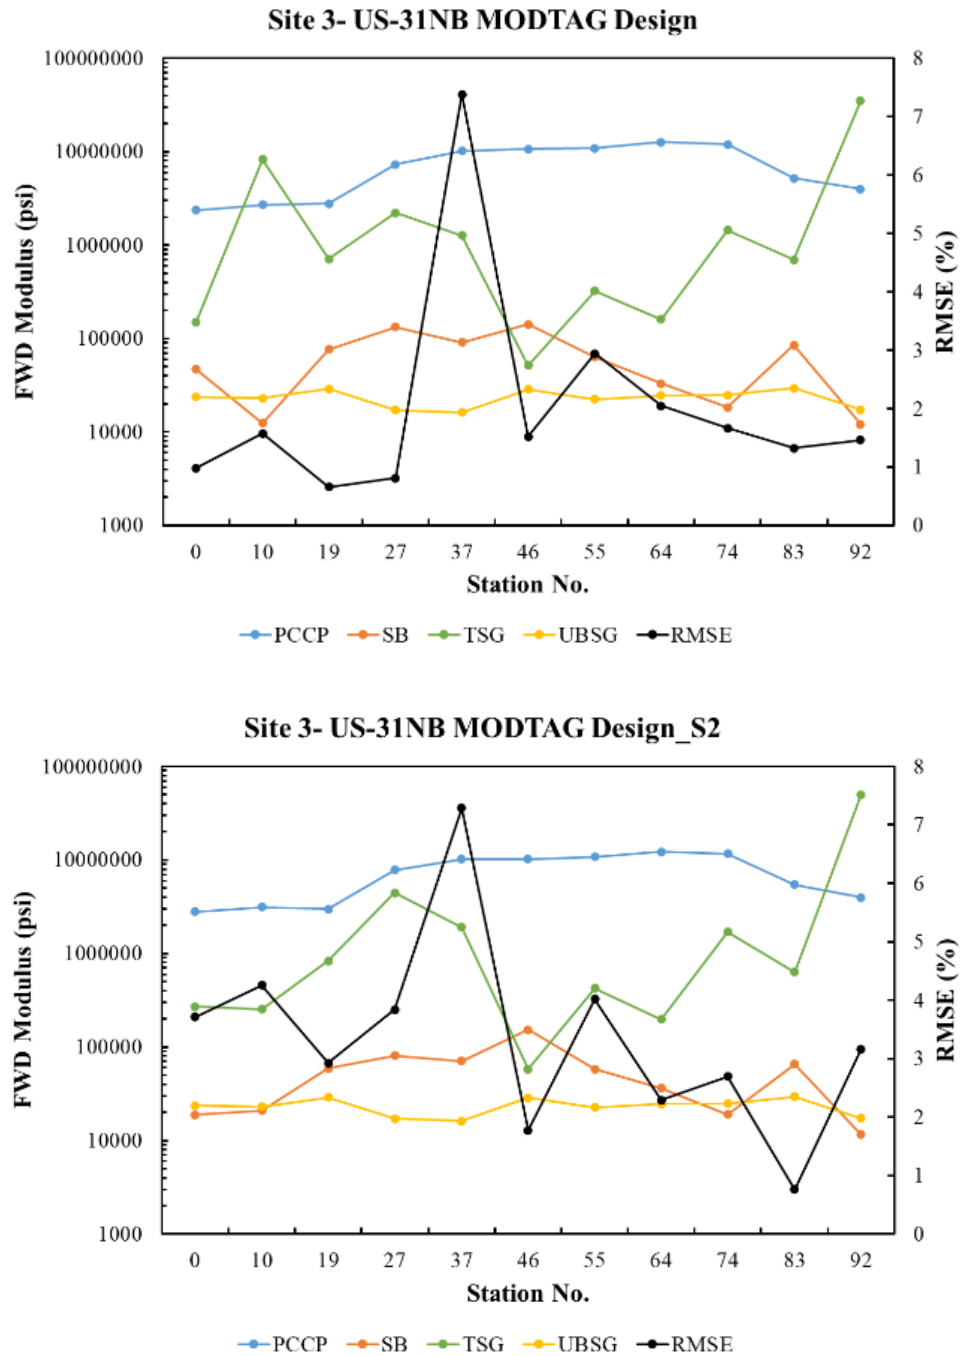 Site 3- US-31NB MODTAG Design
100000000
10000000
1000000
100000
10000
1000
FWD Modulus (psi)
8
7
6
5
4
3
2
1
0
RMSE (%)
0 10 19 27 37 46 55 64 74 83 92
Station No.
PCCP SB TSG UBSG RMSE
Site 3- US-31NB MODTAG Design_S2
100000000
10000000
1000000
100000
10000
1000
FWD Modulus (psi)
8
7
6
5
4
3
2
1
0
RMSE (%)
0 10 19 27 37 46 55 64 74 83 92
Station No.
PCCP SB TSG UBSG RMSE